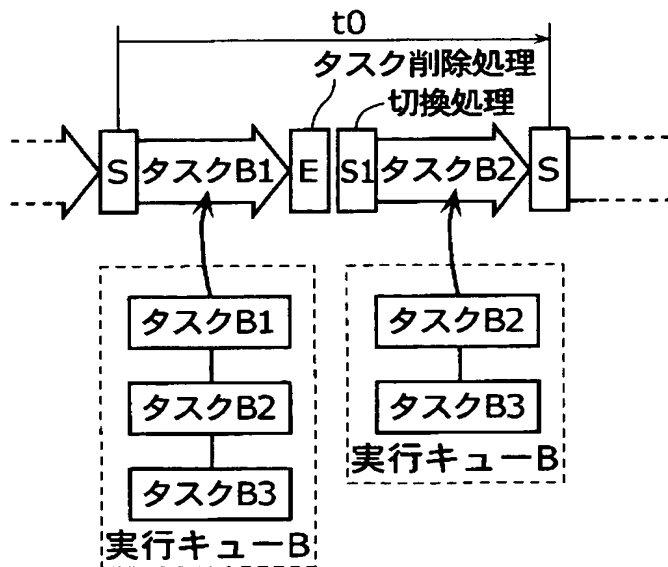 t0
タスク削除処理
切換処理
S タスクB1 E S1 タスクB2 S
タスクB1
タスクB2
タスクB3
実行キューB
タスクB2
タスクB3
実行キューB